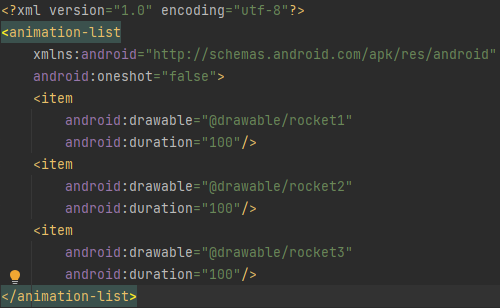 <?xml version="1.0" encoding="utf-8"?>
<animation-list
    xmlns:android="http://schemas.android.com/apk/res/android"
    android:oneshot="false">
    <item
        android:drawable="@drawable/rocket1"
        android:duration="100"/>
    <item
        android:drawable="@drawable/rocket2"
        android:duration="100"/>
    <item
        android:drawable="@drawable/rocket3"
        android:duration="100"/>
</animation-list>